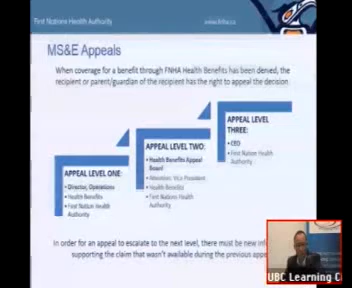 First Nations Health Authority
www.fnha.ca
MS&E Appeals
When coverage for a benefit through FNHA Health Benefits has been denied, the
recipient or parent/guardian of the recipient has the right to appeal the decision.
APPEAL LEVEL ONE:
• Director, Operations
• Health Benefits
• First Nation Health
Authority
APPEAL LEVEL TWO:
• Health Benefits Appeal
Board
• Attention: Vice President
• Health Benefits
• First Nations Health
Authority
APPEAL LEVEL
THREE:
• CEO
• First Nation Health
Authority
In order for an appeal to escalate to the next level, there must be new
supporting the claim that wasn't available during the previous
UBC Learning